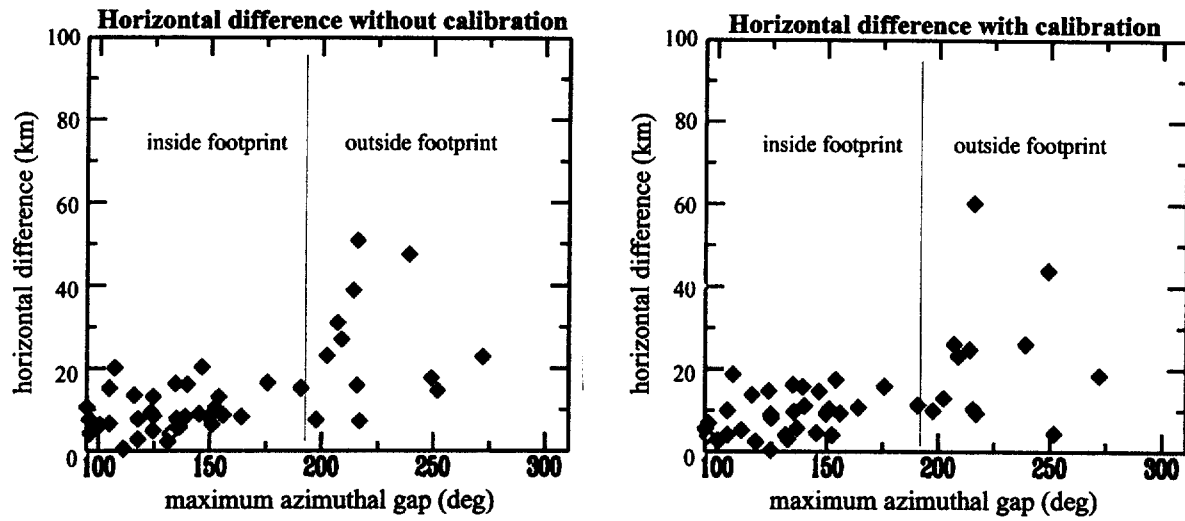 Horizontal difference without calibration
100
80
60
40
20
0
horizontal difference (km)
inside footprint
outside footprint
100 150 200 250 300
maximum azimuthal gap (deg)
Horizontal difference with calibration
100
80
60
40
20
0
horizontal difference (km)
inside footprint
outside footprint
100 150 200 250 300
maximum azimuthal gap (deg)